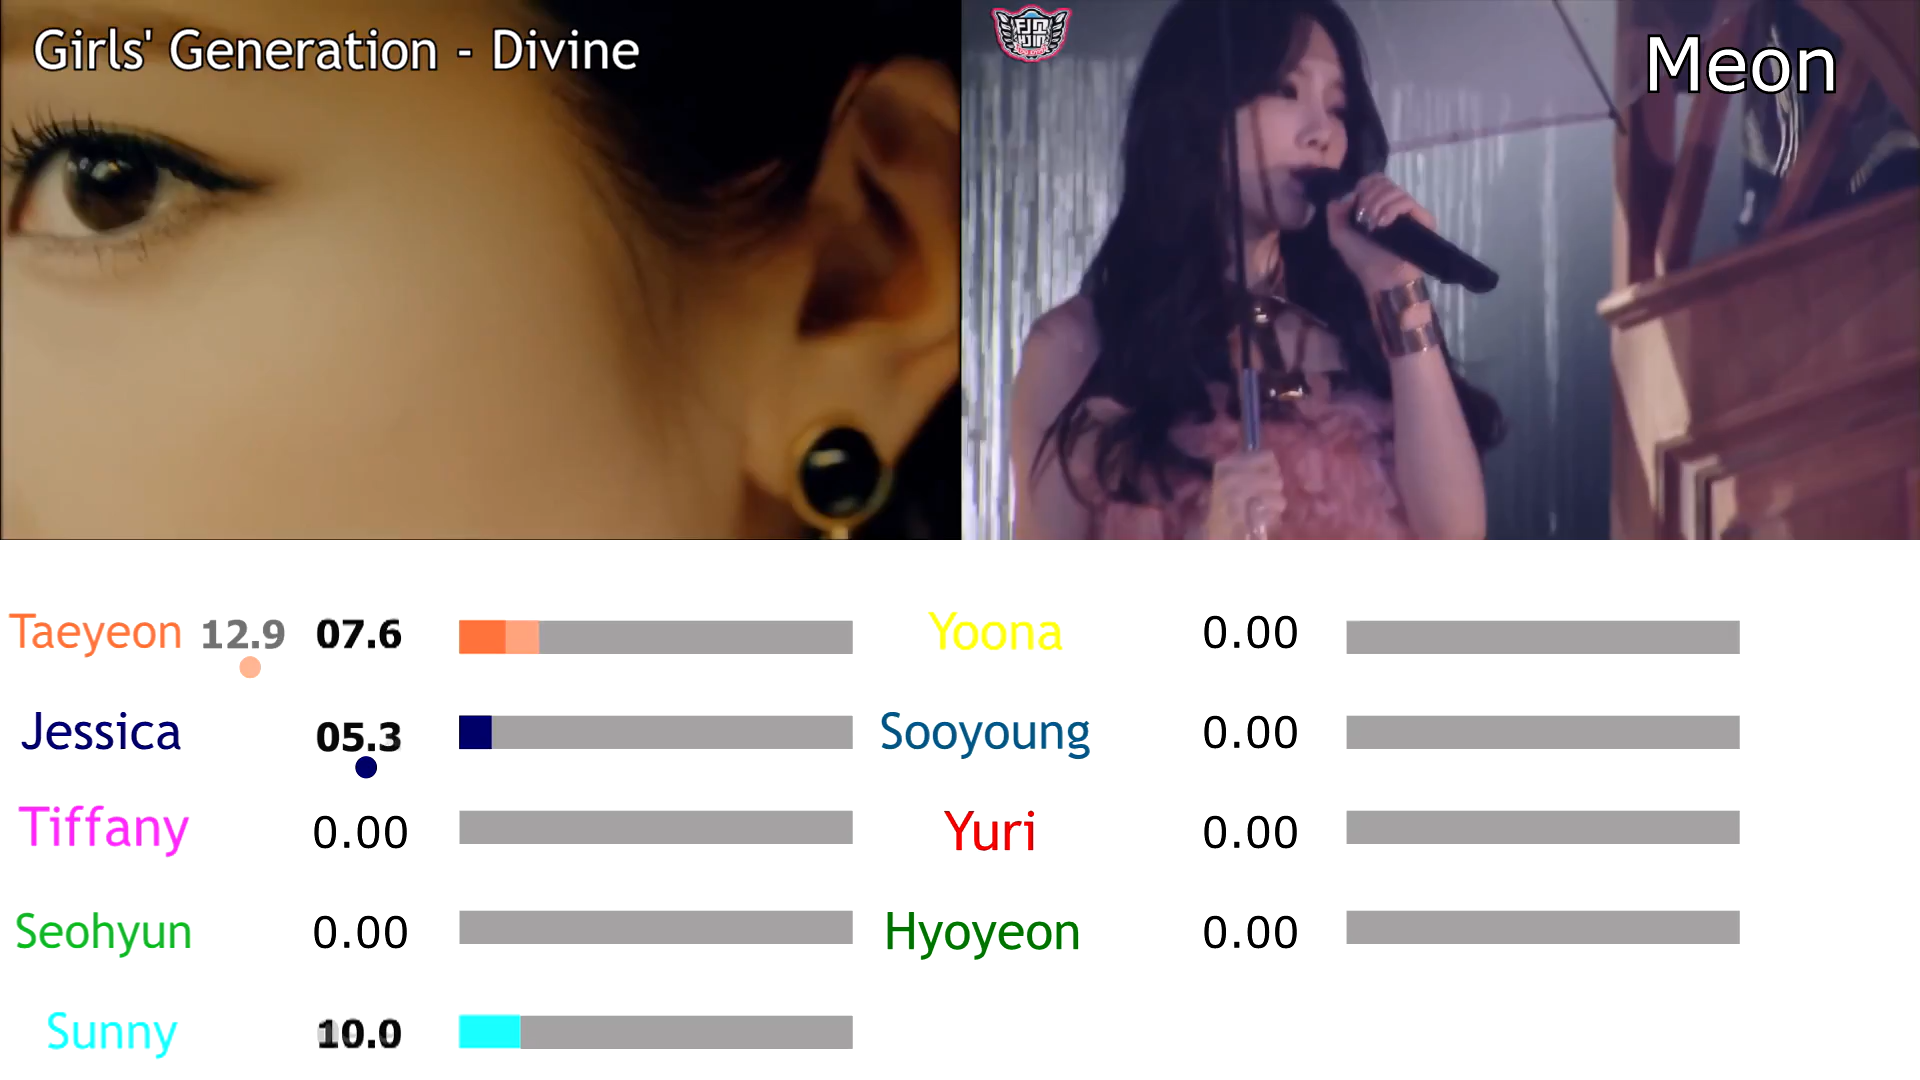 Girls' Generation - Divine
Meon
Taeyeon 12.9 07.6
Yoona 0.00
Jessica 05.3
Sooyoung 0.00
Tiffany 0.00
Yuri 0.00
Seohyun 0.00
Hyoyeon 0.00
Sunny 10.0